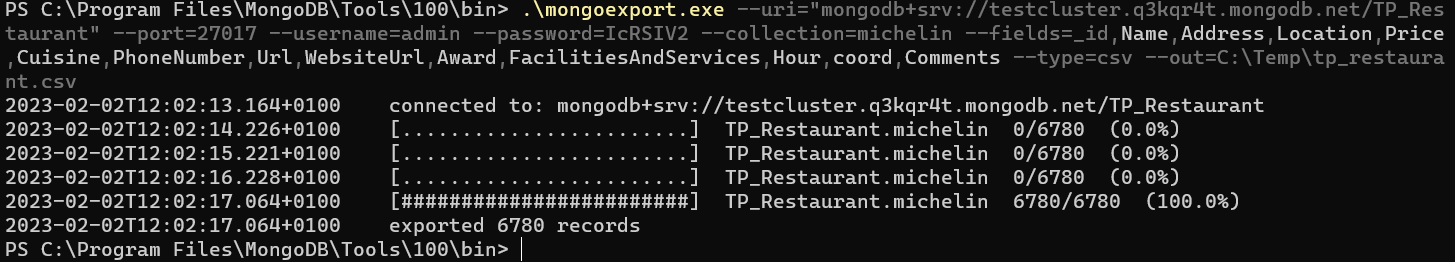 PS C:\Program Files\MongoDB\Tools\100\bin> .\mongoexport.exe --uri="mongodb+srv://testcluster.q3kqr4t.mongodb.net/TP_Res
taurant" --port=27017 --username=admin --password=IcRSIV2 --collection=michelin --fields=_id,Name,Address,Location,Price
,Cuisine,PhoneNumber,Url,WebsiteUrl,Award,FacilitiesAndServices,Hour,coord,Comments --type=csv --out=C:\Temp\tp_restaura
nt.csv
2023-02-02T12:02:13.164+0100    connected to: mongodb+srv://testcluster.q3kqr4t.mongodb.net/TP_Restaurant
2023-02-02T12:02:14.226+0100    [........................]  TP_Restaurant.michelin  0/6780  (0.0%)
2023-02-02T12:02:15.221+0100    [........................]  TP_Restaurant.michelin  0/6780  (0.0%)
2023-02-02T12:02:16.228+0100    [........................]  TP_Restaurant.michelin  0/6780  (0.0%)
2023-02-02T12:02:17.064+0100    [########################]  TP_Restaurant.michelin  6780/6780  (100.0%)
2023-02-02T12:02:17.064+0100    exported 6780 records
PS C:\Program Files\MongoDB\Tools\100\bin>